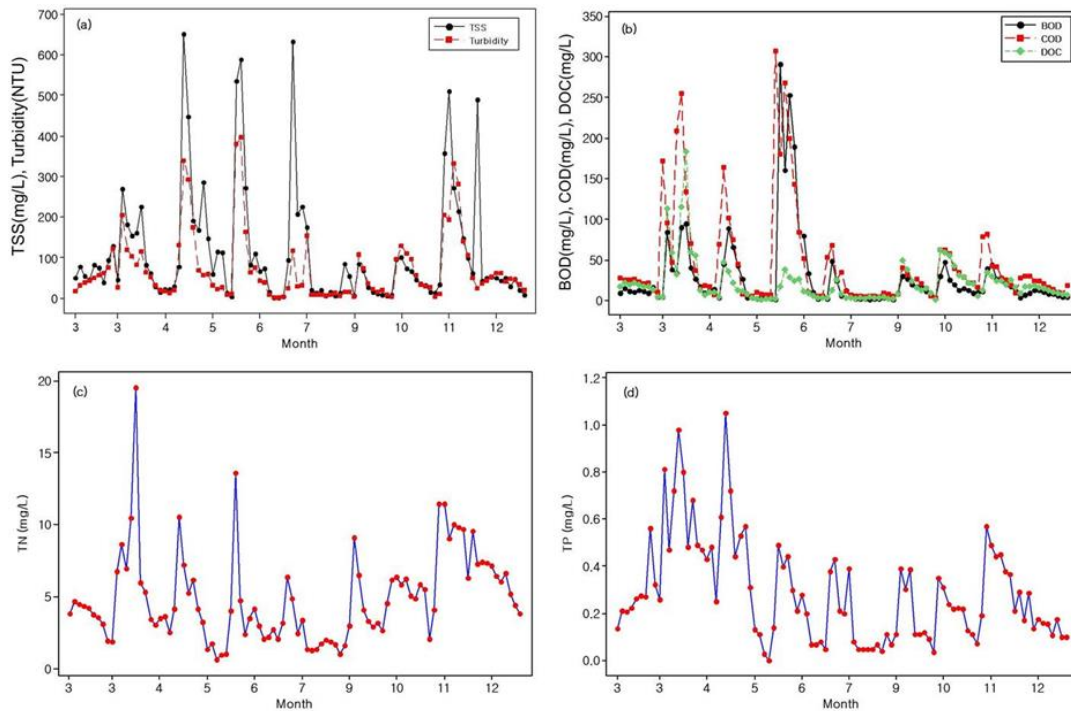 (a)
TSS
Turbidity
TSS(mg/L), Turbidity(NTU)
700
600
500
400
300
200
100
0
3 3 4 5 6 7 9 10 11 12
Month
(b)
BOD
COD
DOC
BOD(mg/L), COD(mg/L), DOC(mg/L)
350
300
250
200
150
100
50
0
3 3 4 5 6 7 9 10 11 12
Month
(c)
TN (mg/L)
20
15
10
5
0
3 3 4 5 6 7 9 10 11 12
Month
(d)
TP (mg/L)
1.2
1.0
0.8
0.6
0.4
0.2
0.0
3 3 4 5 6 7 9 10 11 12
Month